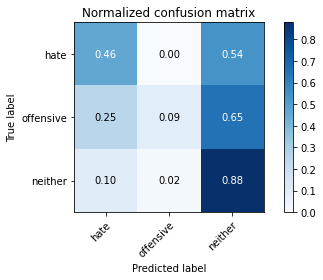 Normalized confusion matrix
True label
hate
0.46 0.00 0.54
offensive
0.25 0.09 0.65
neither
0.10 0.02 0.88
hate
offensive
neither
Predicted label
0.8
0.7
0.6
0.5
0.4
0.3
0.2
0.1
0.0